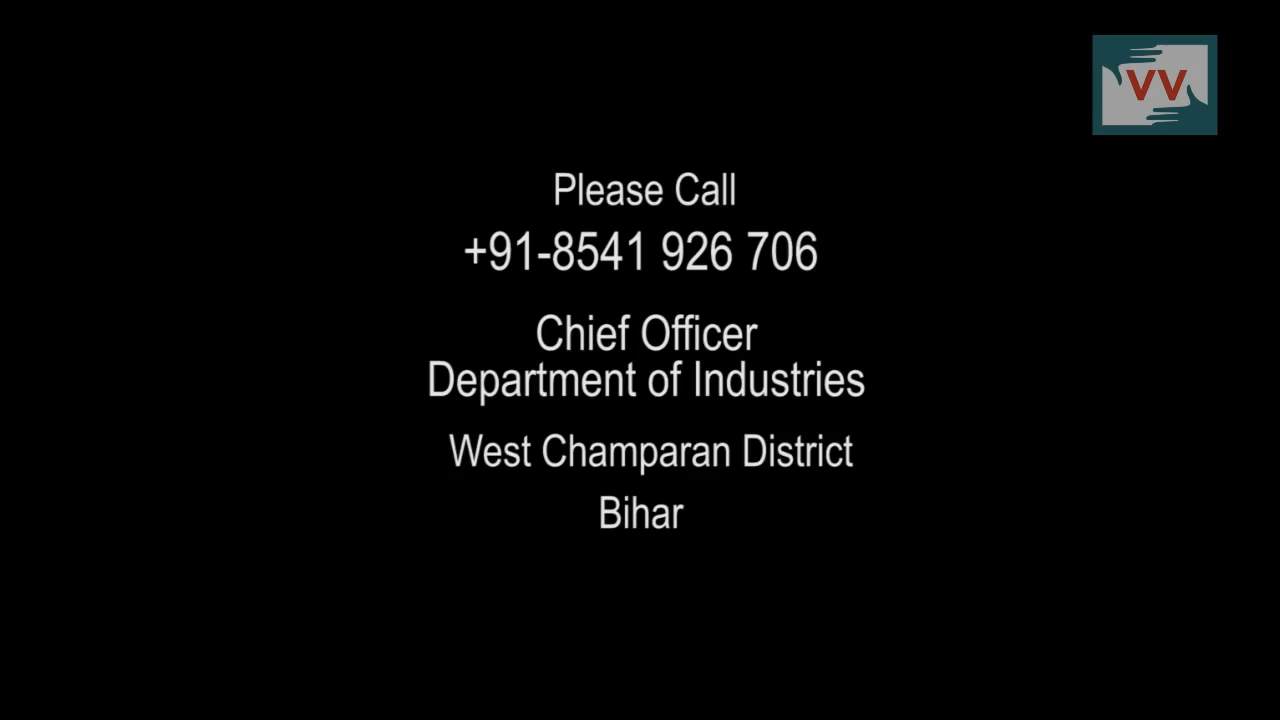 VV
Please Call
+91-8541 926 706
Chief Officer
Department of Industries
West Champaran District
Bihar